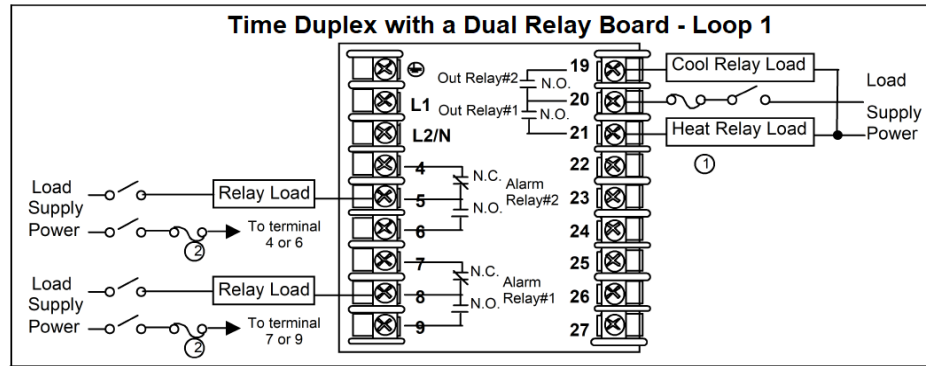 Time Duplex with a Dual Relay Board - Loop 1
L1
L2/N
4
5
6
7
8
9
N.C.
Alarm
Relay#2
N.O.
N.C.
Alarm
Relay#1
N.O.
Out Relay#2
N.O.
Out Relay#1
N.O.
19
20
21
22
23
24
25
26
27
Cool Relay Load
Heat Relay Load
1
Load
Supply
Power
Load
Supply
Power
Relay Load
2
To terminal
4 or 6
Load
Supply
Power
Relay Load
2
To terminal
7 or 9